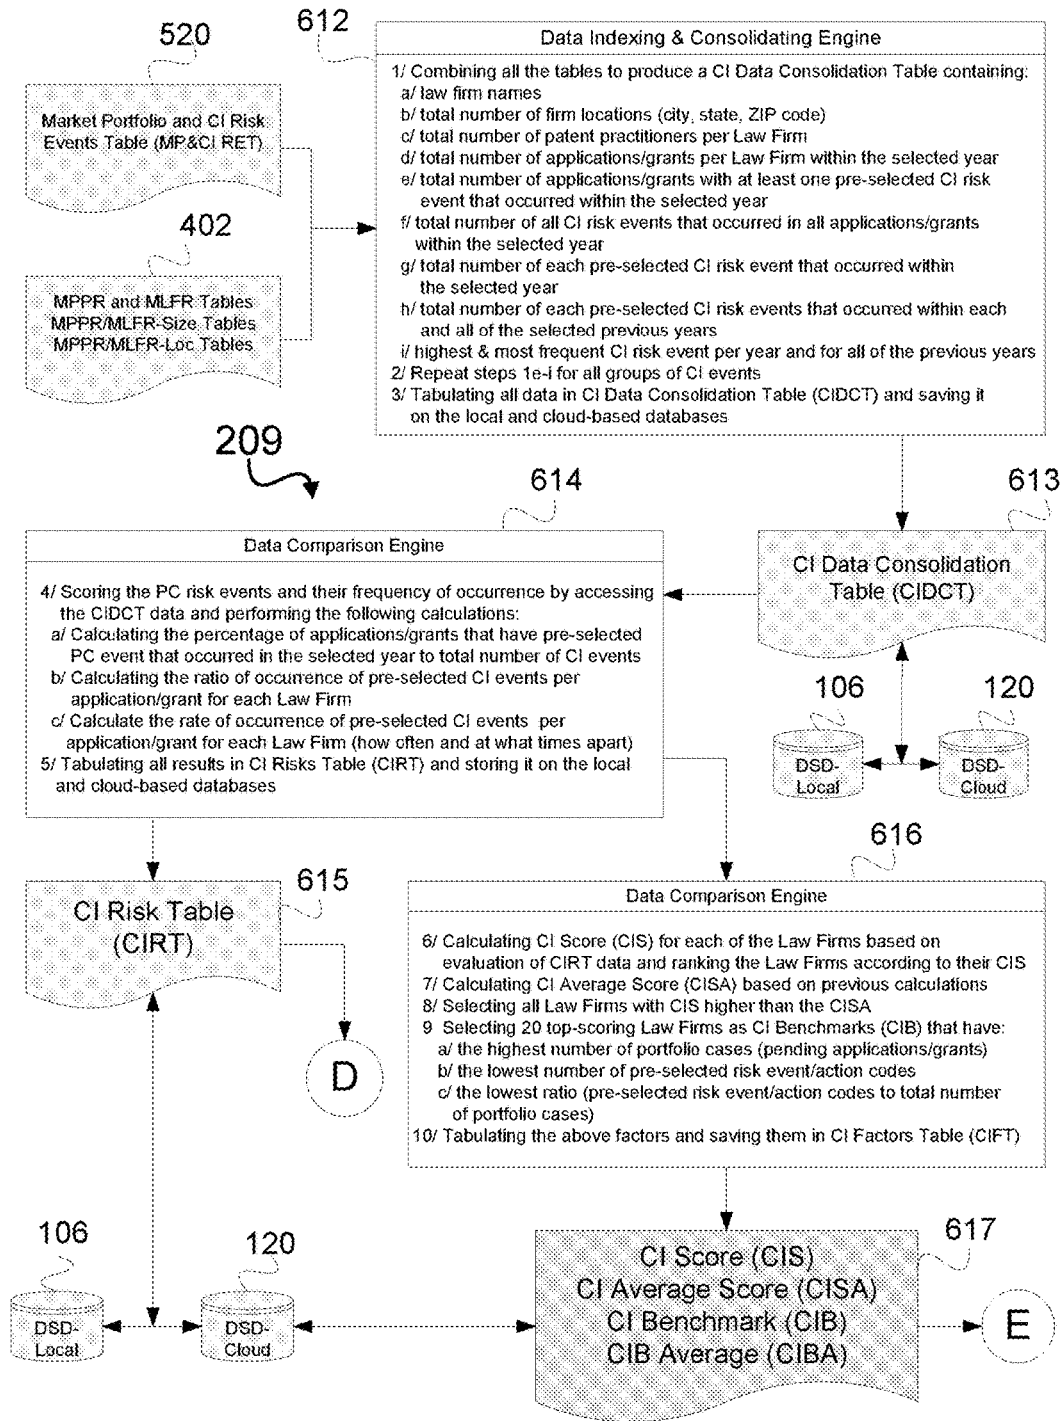 520
Market Portfolio and CI Risk
Events Table (MP&CI RET)
402
MPPR and MLFR Tables
MPPR/MLFR-Size Tables
MPPR/MLFR-Loc Tables
612
Data Indexing & Consolidating Engine
1/ Combining all the tables to produce a CI Data Consolidation Table containing:
a/ law firm names
b/ total number of firm locations (city, state, ZIP code)
c/ total number of patent practitioners per Law Firm
d/ total number of applications/grants per Law Firm within the selected year
e/ total number of applications/grants with at least one pre-selected CI risk
event that occurred within the selected year
f/ total number of all CI risk events that occurred in all applications/grants
within the selected year
g/ total number of each pre-selected CI risk event that occurred within
the selected year
h/ total number of each pre-selected CI risk events that occurred within each
and all of the selected previous years
i/ highest & most frequent CI risk event per year and for all of the previous years
2/ Repeat steps 1e-i for all groups of CI events
3/ Tabulating all data in CI Data Consolidation Table (CIDCT) and saving it
on the local and cloud-based databases
209
614
Data Comparison Engine
4/ Scoring the PC risk events and their frequency of occurrence by accessing
the CIDCT data and performing the following calculations:
a/ Calculating the percentage of applications/grants that have pre-selected
PC event that occurred in the selected year to total number of CI events
b/ Calculating the ratio of occurrence of pre-selected CI events per
application/grant for each Law Firm
c/ Calculate the rate of occurrence of pre-selected CI events per
application/grant for each Law Firm (how often and at what times apart)
5/ Tabulating all results in CI Risks Table (CIRT) and storing it on the local
and cloud-based databases
613
CI Data Consolidation
Table (CIDCT)
106
DSD-
Local
120
DSD-
Cloud
615
CI Risk Table
(CIRT)
D
616
Data Comparison Engine
6/ Calculating CI Score (CIS) for each of the Law Firms based on
evaluation of CIRT data and ranking the Law Firms according to their CIS
7/ Calculating CI Average Score (CISA) based on previous calculations
8/ Selecting all Law Firms with CIS higher than the CISA
9 Selecting 20 top-scoring Law Firms as CI Benchmarks (CIB) that have:
a/ the highest number of portfolio cases (pending applications/grants)
b/ the lowest number of pre-selected risk event/action codes
c/ the lowest ratio (pre-selected risk event/action codes to total number
of portfolio cases)
10/ Tabulating the above factors and saving them in CI Factors Table (CIFT)
106
DSD-
Local
120
DSD-
Cloud
617
CI Score (CIS)
CI Average Score (CISA)
CI Benchmark (CIB)
CIB Average (CIBA)
E